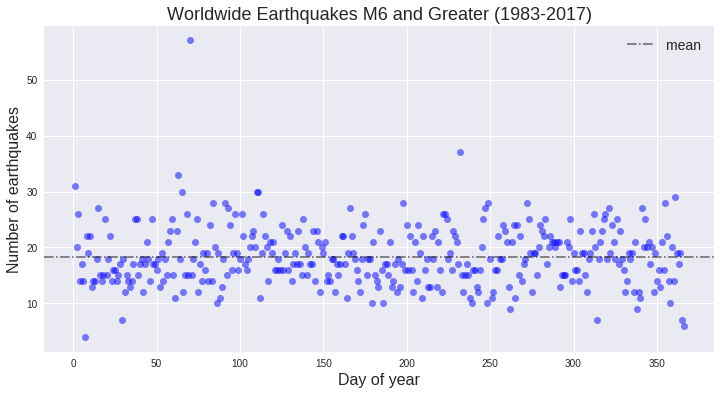 Worldwide Earthquakes M6 and Greater (1983-2017)
mean
Number of earthquakes
50
40
30
20
10
0 50 100 150 200 250 300 350
Day of year